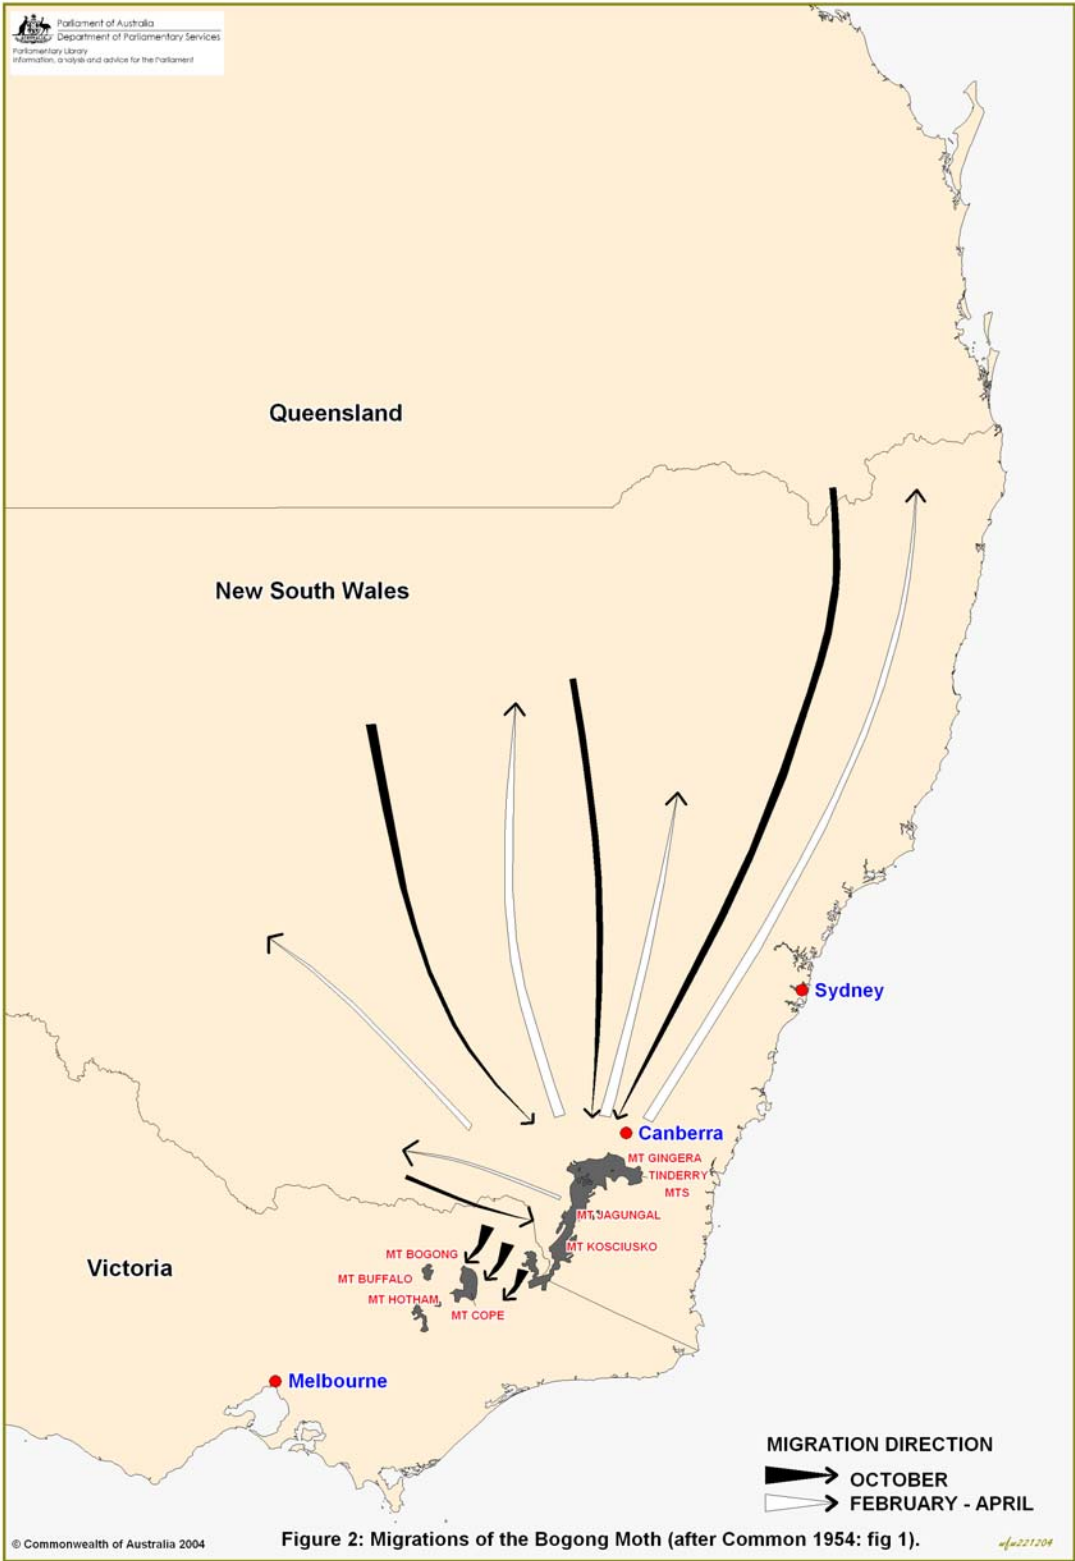 Parliament of Australia
Department of Parliamentary Services
Parliamentary Library
Information, analysis and advice for the Parliament
Queensland
New South Wales
Sydney
Canberra
MT GINGERA
TINDERRY
MTS
MT JAGUNGAL
MT KOSCIUSKO
MT BOGONG
Victoria
MT BUFFALO
MT HOTHAM
MT COPE
Melbourne
MIGRATION DIRECTION
OCTOBER
FEBRUARY - APRIL
© Commonwealth of Australia 2004
Figure 2: Migrations of the Bogong Moth (after Common 1954: fig 1).